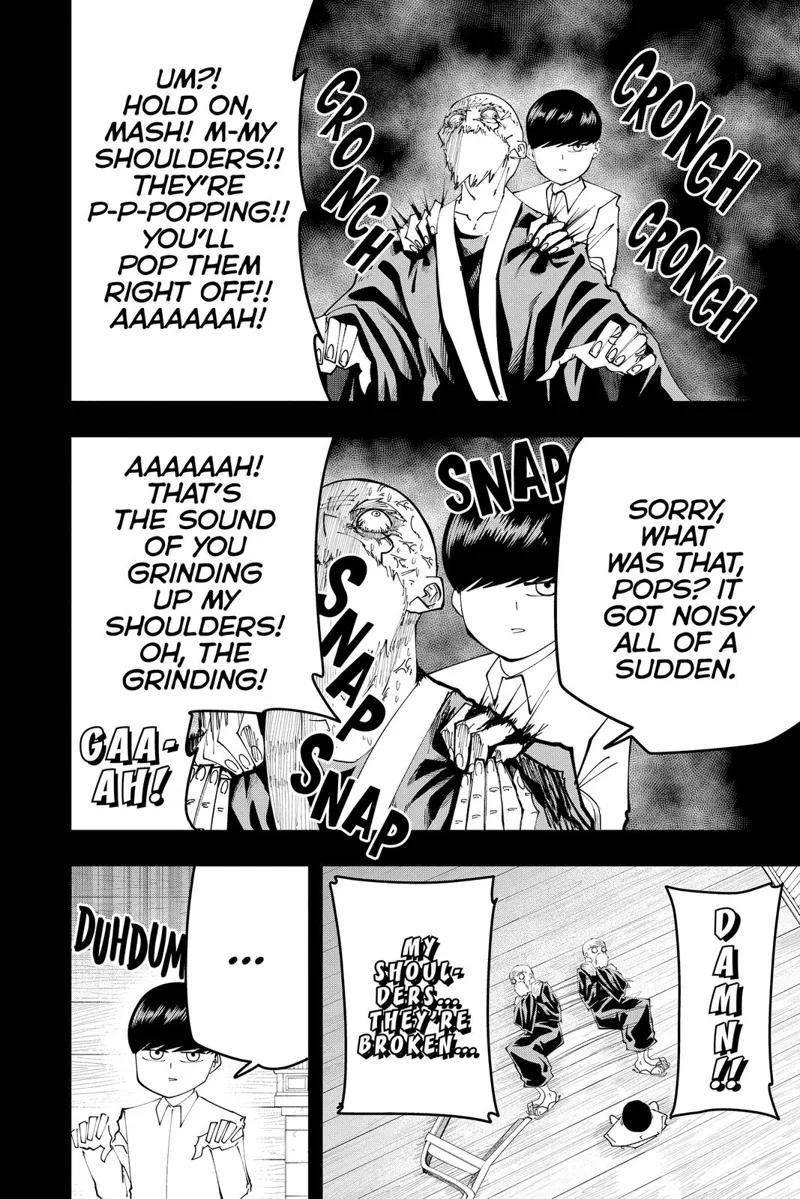 CRONCH
CRONCH
CRONCH
UM?!
HOLD ON,
MASH! M-MY
SHOULDERS!!
THEY'RE
P-P-POPPING!!
YOU'LL
POP THEM
RIGHT OFF!!
AAAAAAAH!
SORRY,
WHAT
WAS THAT,
POPS? IT
GOT NOISY
ALL OF A
SUDDEN.
SNAP
SNAP
SNAP
AAAAAAH!
THAT'S
THE SOUND
OF YOU
GRINDING
UP MY
SHOULDERS!
OH, THE
GRINDING!
GAA-
AH!
DAMN!!
MY
SHOUL-
DERS...
THEY'RE
BROKEN...
...
DUHDUM